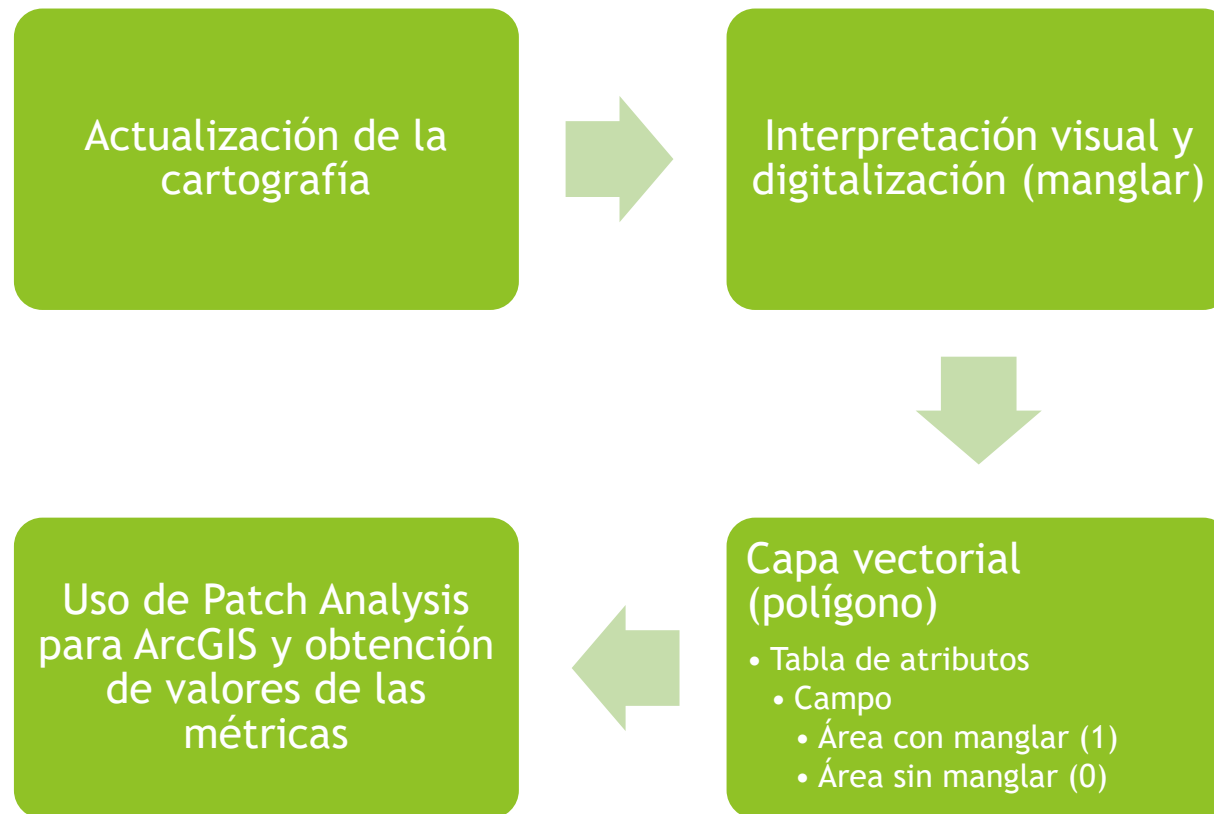 Actualización de la
cartografía
Interpretación visual y
digitalización (manglar)
Capa vectorial
(polígono)
• Tabla de atributos
• Campo
• Área con manglar (1)
• Área sin manglar (0)
Uso de Patch Analysis
para ArcGIS y obtención
de valores de las
métricas